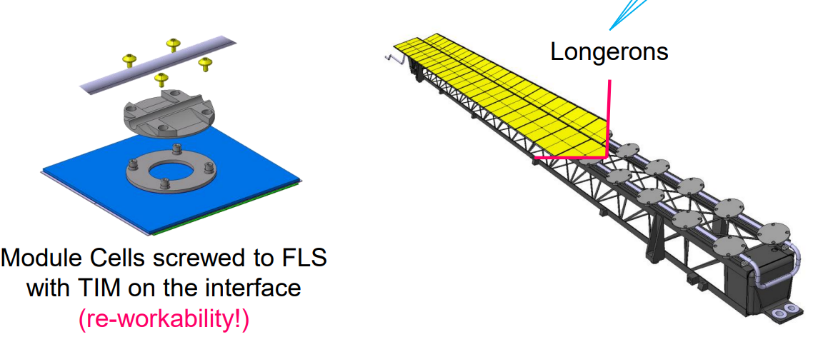 Longerons
Module Cells screwed to FLS
with TIM on the interface
(re-workability!)